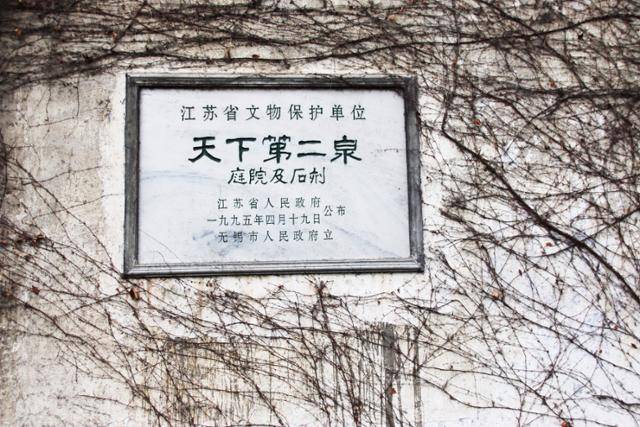 江苏省文物保护单位
天下第二泉
庭院及石刻
江苏省人民政府
一九九五年四月十九日公布
无锡市人民政府立